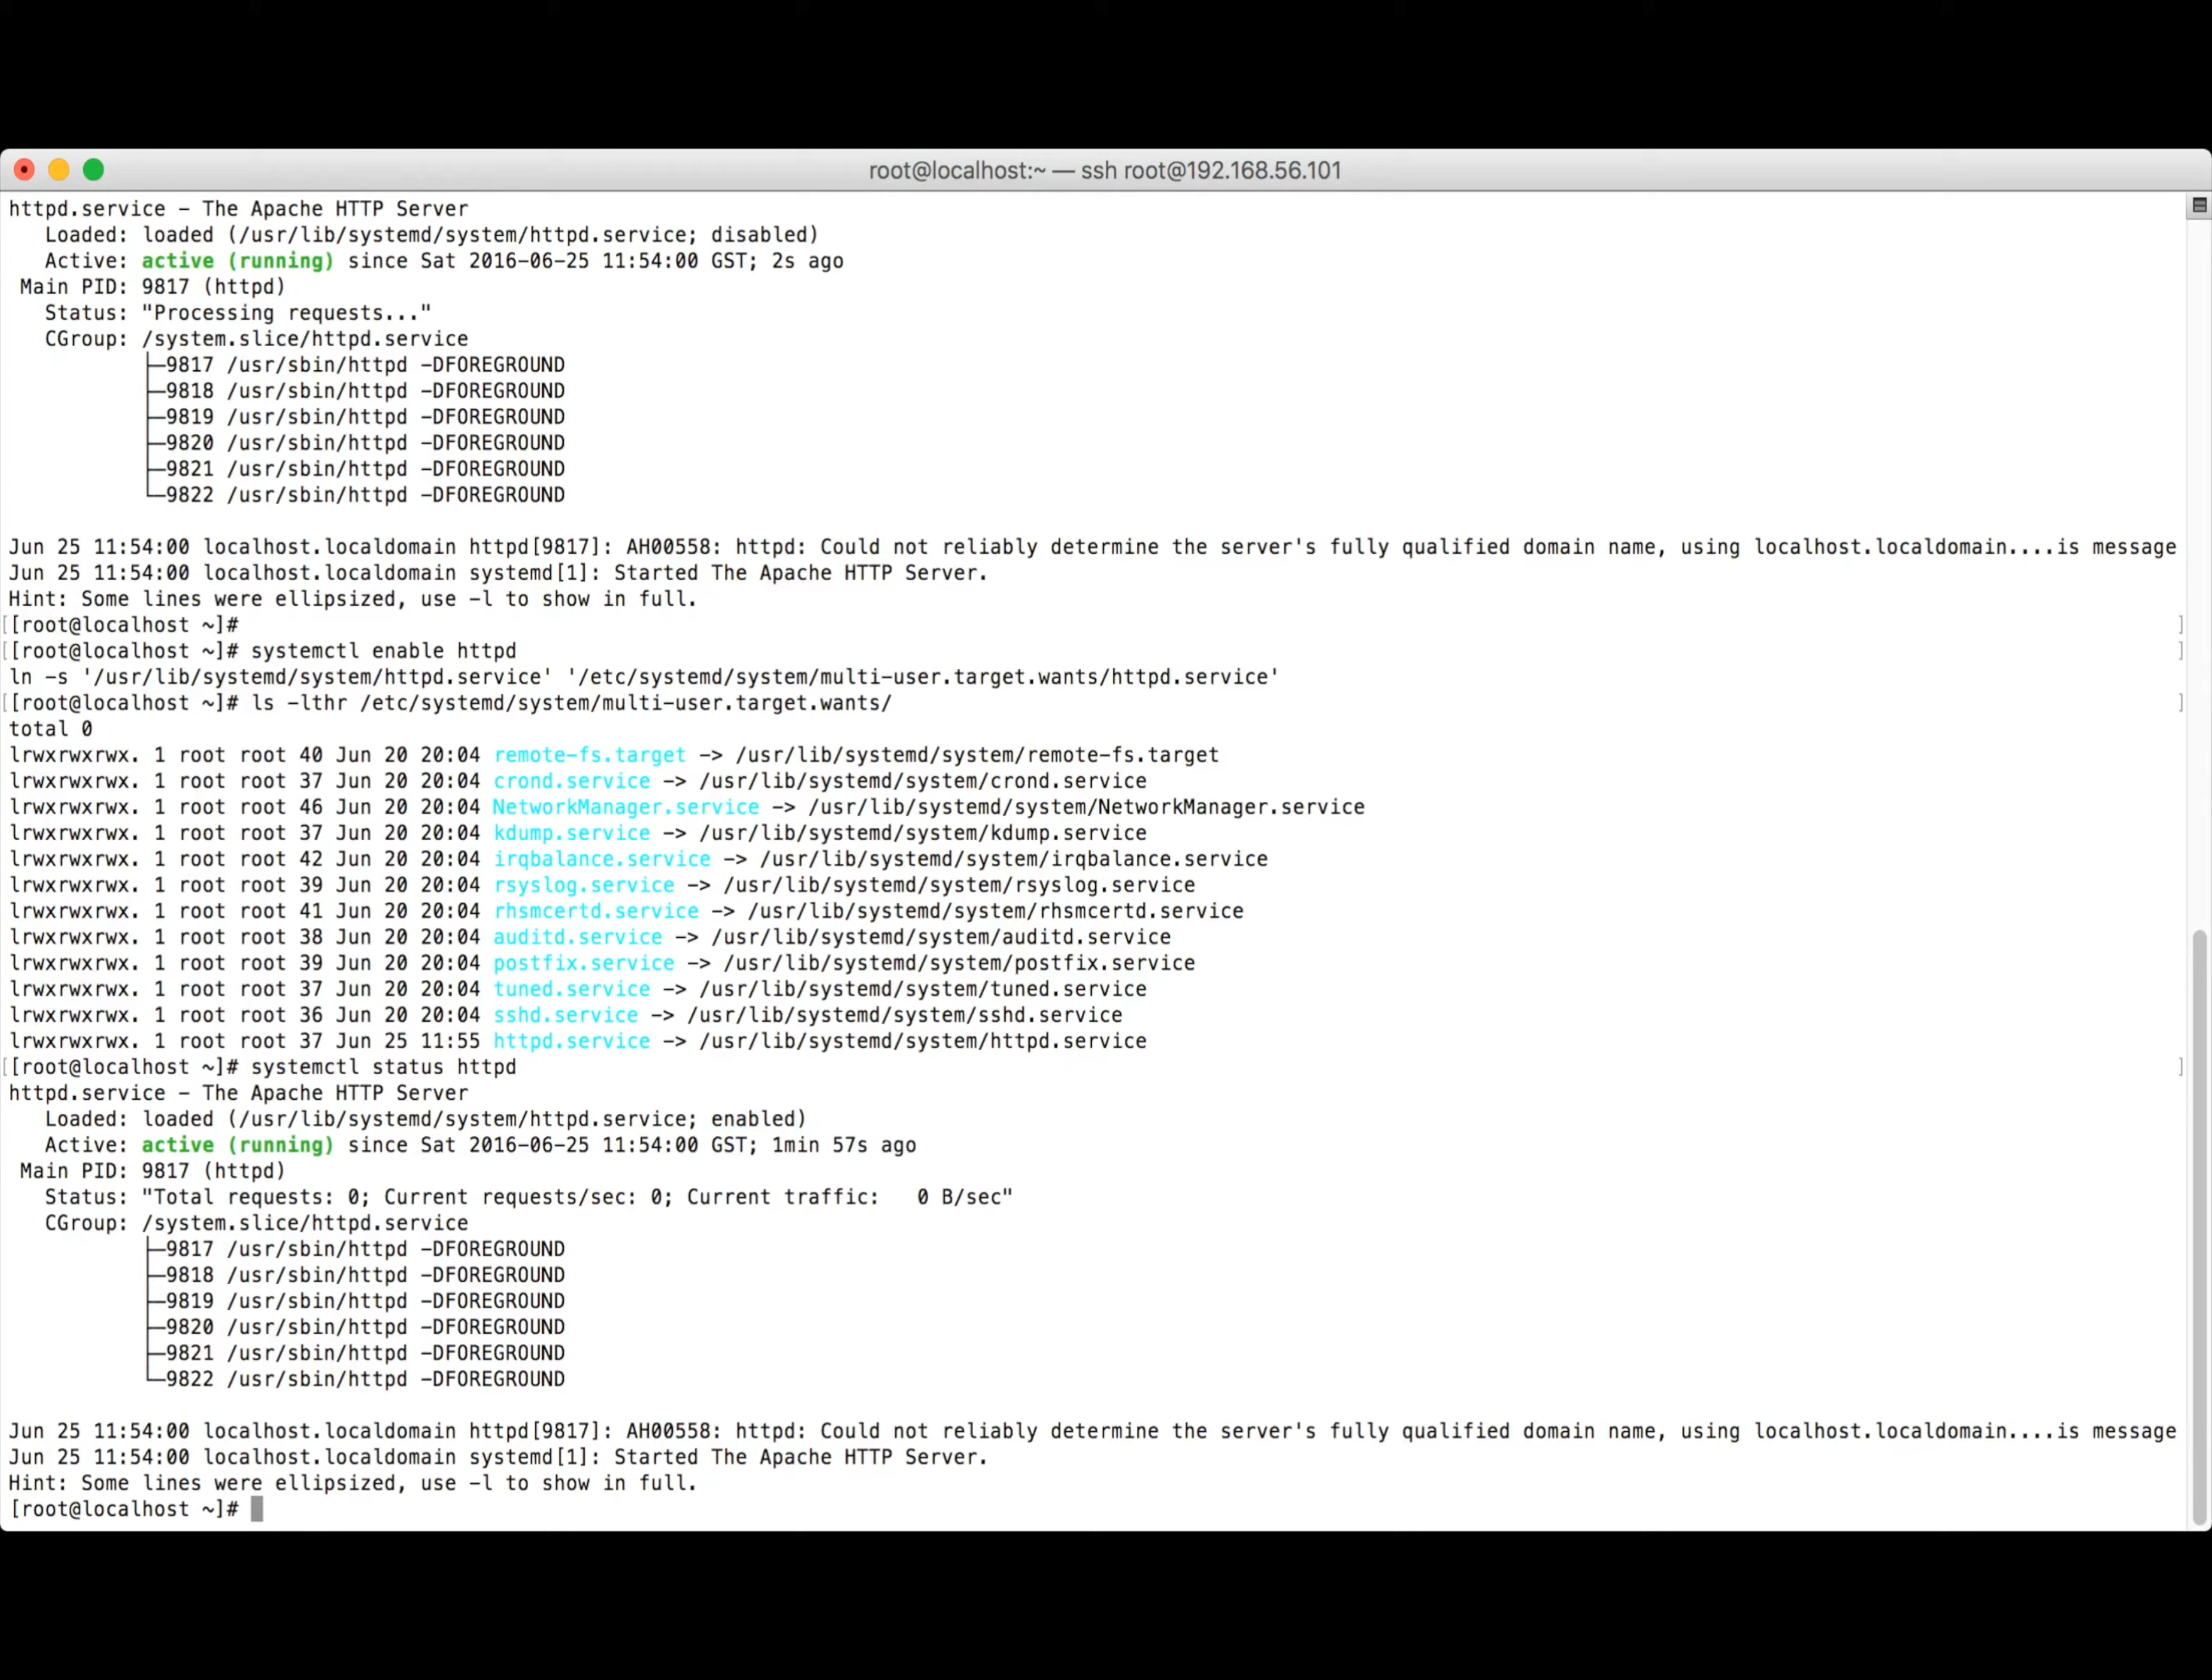 root@localhost:~ — ssh root@192.168.56.101
httpd.service - The Apache HTTP Server
   Loaded: loaded (/usr/lib/systemd/system/httpd.service; disabled)
   Active: active (running) since Sat 2016-06-25 11:54:00 GST; 2s ago
 Main PID: 9817 (httpd)
   Status: "Processing requests..."
   CGroup: /system.slice/httpd.service
           ├─9817 /usr/sbin/httpd -DFOREGROUND
           ├─9818 /usr/sbin/httpd -DFOREGROUND
           ├─9819 /usr/sbin/httpd -DFOREGROUND
           ├─9820 /usr/sbin/httpd -DFOREGROUND
           ├─9821 /usr/sbin/httpd -DFOREGROUND
           └─9822 /usr/sbin/httpd -DFOREGROUND

Jun 25 11:54:00 localhost.localdomain httpd[9817]: AH00558: httpd: Could not reliably determine the server's fully qualified domain name, using localhost.localdomain....is message
Jun 25 11:54:00 localhost.localdomain systemd[1]: Started The Apache HTTP Server.
Hint: Some lines were ellipsized, use -l to show in full.
[[root@localhost ~]# ]
[[root@localhost ~]# systemctl enable httpd ]
ln -s '/usr/lib/systemd/system/httpd.service' '/etc/systemd/system/multi-user.target.wants/httpd.service'
[[root@localhost ~]# ls -lthr /etc/systemd/system/multi-user.target.wants/ ]
total 0
lrwxrwxrwx. 1 root root 40 Jun 20 20:04 remote-fs.target -> /usr/lib/systemd/system/remote-fs.target
lrwxrwxrwx. 1 root root 37 Jun 20 20:04 crond.service -> /usr/lib/systemd/system/crond.service
lrwxrwxrwx. 1 root root 46 Jun 20 20:04 NetworkManager.service -> /usr/lib/systemd/system/NetworkManager.service
lrwxrwxrwx. 1 root root 37 Jun 20 20:04 kdump.service -> /usr/lib/systemd/system/kdump.service
lrwxrwxrwx. 1 root root 42 Jun 20 20:04 irqbalance.service -> /usr/lib/systemd/system/irqbalance.service
lrwxrwxrwx. 1 root root 39 Jun 20 20:04 rsyslog.service -> /usr/lib/systemd/system/rsyslog.service
lrwxrwxrwx. 1 root root 41 Jun 20 20:04 rhsmcertd.service -> /usr/lib/systemd/system/rhsmcertd.service
lrwxrwxrwx. 1 root root 38 Jun 20 20:04 auditd.service -> /usr/lib/systemd/system/auditd.service
lrwxrwxrwx. 1 root root 39 Jun 20 20:04 postfix.service -> /usr/lib/systemd/system/postfix.service
lrwxrwxrwx. 1 root root 37 Jun 20 20:04 tuned.service -> /usr/lib/systemd/system/tuned.service
lrwxrwxrwx. 1 root root 36 Jun 20 20:04 sshd.service -> /usr/lib/systemd/system/sshd.service
lrwxrwxrwx. 1 root root 37 Jun 25 11:55 httpd.service -> /usr/lib/systemd/system/httpd.service
[[root@localhost ~]# systemctl status httpd ]
httpd.service - The Apache HTTP Server
   Loaded: loaded (/usr/lib/systemd/system/httpd.service; enabled)
   Active: active (running) since Sat 2016-06-25 11:54:00 GST; 1min 57s ago
 Main PID: 9817 (httpd)
   Status: "Total requests: 0; Current requests/sec: 0; Current traffic:   0 B/sec"
   CGroup: /system.slice/httpd.service
           ├─9817 /usr/sbin/httpd -DFOREGROUND
           ├─9818 /usr/sbin/httpd -DFOREGROUND
           ├─9819 /usr/sbin/httpd -DFOREGROUND
           ├─9820 /usr/sbin/httpd -DFOREGROUND
           ├─9821 /usr/sbin/httpd -DFOREGROUND
           └─9822 /usr/sbin/httpd -DFOREGROUND

Jun 25 11:54:00 localhost.localdomain httpd[9817]: AH00558: httpd: Could not reliably determine the server's fully qualified domain name, using localhost.localdomain....is message
Jun 25 11:54:00 localhost.localdomain systemd[1]: Started The Apache HTTP Server.
Hint: Some lines were ellipsized, use -l to show in full.
[root@localhost ~]#